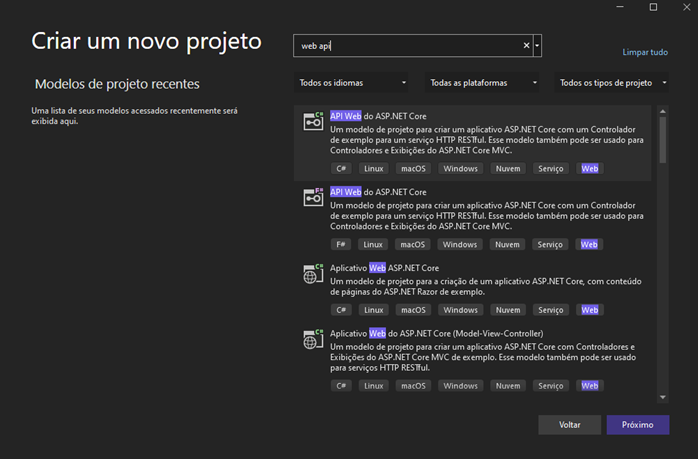 Criar um novo projeto
web api
Limpar tudo
Modelos de projeto recentes
Uma lista de seus modelos acessados recentemente será
exibida aqui.
Todos os idiomas
Todas as plataformas
Todos os tipos de projeto
C#
API Web do ASP.NET Core
Um modelo de projeto para criar um aplicativo ASP.NET Core com um Controlador
de exemplo para um serviço HTTP RESTful. Esse modelo também pode ser usado para
Controladores e Exibições do ASP.NET Core MVC.
C# Linux macOS Windows Nuvem Serviço Web
F#
API Web do ASP.NET Core
Um modelo de projeto para criar um aplicativo ASP.NET Core com um Controlador
de exemplo para um serviço HTTP RESTful. Esse modelo também pode ser usado para
Controladores e Exibições do ASP.NET Core MVC.
F# Linux macOS Windows Nuvem Serviço Web
C#
Aplicativo Web ASP.NET Core
Um modelo de projeto para a criação de um aplicativo ASP.NET Core, com conteúdo
de páginas do ASP.NET Razor de exemplo.
C# Linux macOS Windows Nuvem Serviço Web
C#
Aplicativo Web do ASP.NET Core (Model-View-Controller)
Um modelo de projeto para criar um aplicativo ASP.NET Core com Controladores e
Exibições do ASP.NET Core MVC de exemplo. Esse modelo também pode ser usado
para serviços HTTP RESTful.
C# Linux macOS Windows Nuvem Serviço Web
Voltar
Próximo